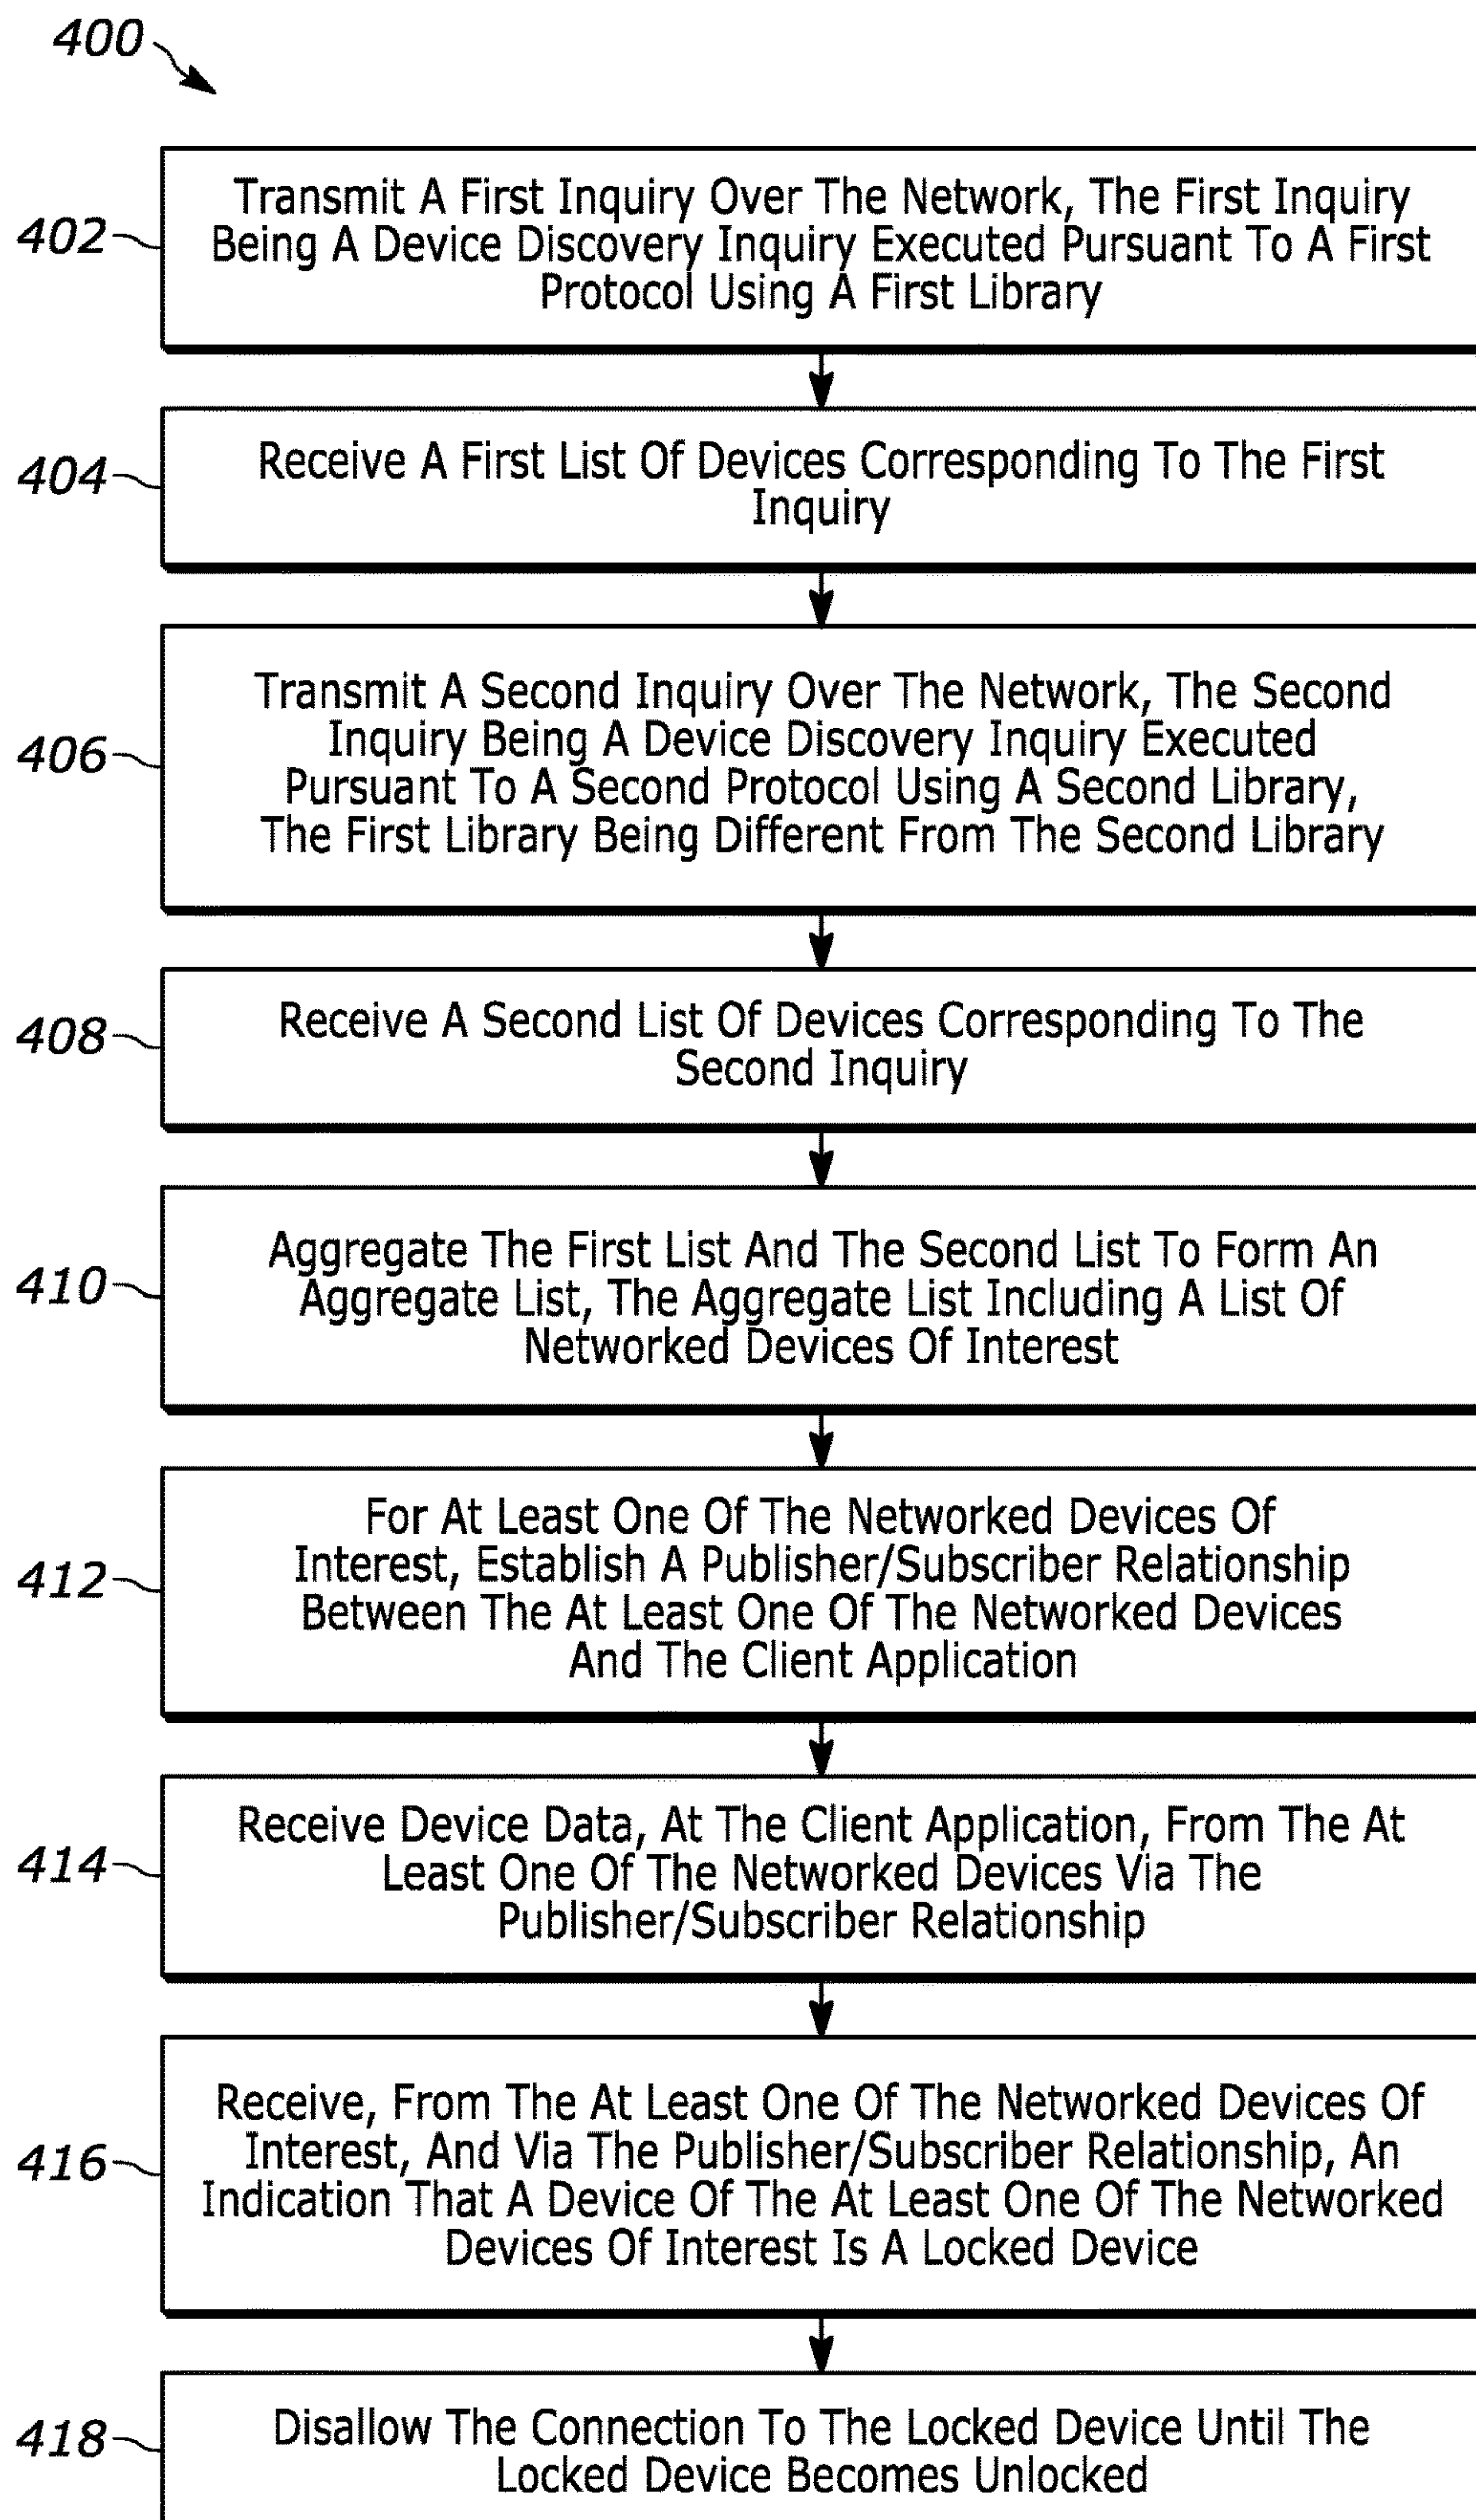 400
402
Transmit A First Inquiry Over The Network, The First Inquiry
Being A Device Discovery Inquiry Executed Pursuant To A First
Protocol Using A First Library
404
Receive A First List Of Devices Corresponding To The First
Inquiry
406
Transmit A Second Inquiry Over The Network, The Second
Inquiry Being A Device Discovery Inquiry Executed
Pursuant To A Second Protocol Using A Second Library,
The First Library Being Different From The Second Library
408
Receive A Second List Of Devices Corresponding To The
Second Inquiry
410
Aggregate The First List And The Second List To Form An
Aggregate List, The Aggregate List Including A List Of
Networked Devices Of Interest
412
For At Least One Of The Networked Devices Of
Interest, Establish A Publisher/Subscriber Relationship
Between The At Least One Of The Networked Devices
And The Client Application
414
Receive Device Data, At The Client Application, From The At
Least One Of The Networked Devices Via The
Publisher/Subscriber Relationship
416
Receive, From The At Least One Of The Networked Devices Of
Interest, And Via The Publisher/Subscriber Relationship, An
Indication That A Device Of The At Least One Of The Networked
Devices Of Interest Is A Locked Device
418
Disallow The Connection To The Locked Device Until The
Locked Device Becomes Unlocked